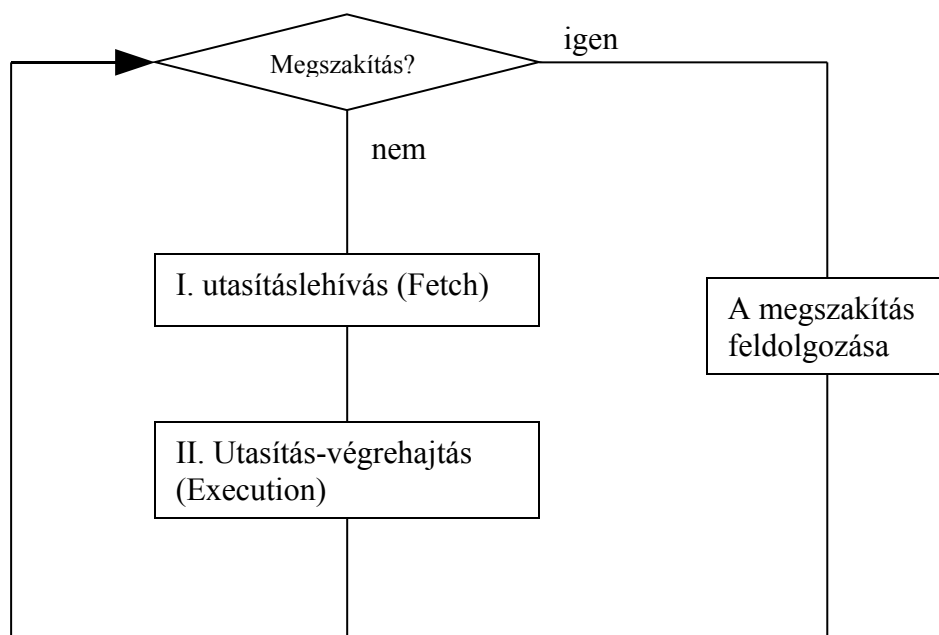 Megszakítás?
igen
nem
I. utasításlehívás (Fetch)
A megszakítás
feldolgozása
II. Utasítás-végrehajtás
(Execution)